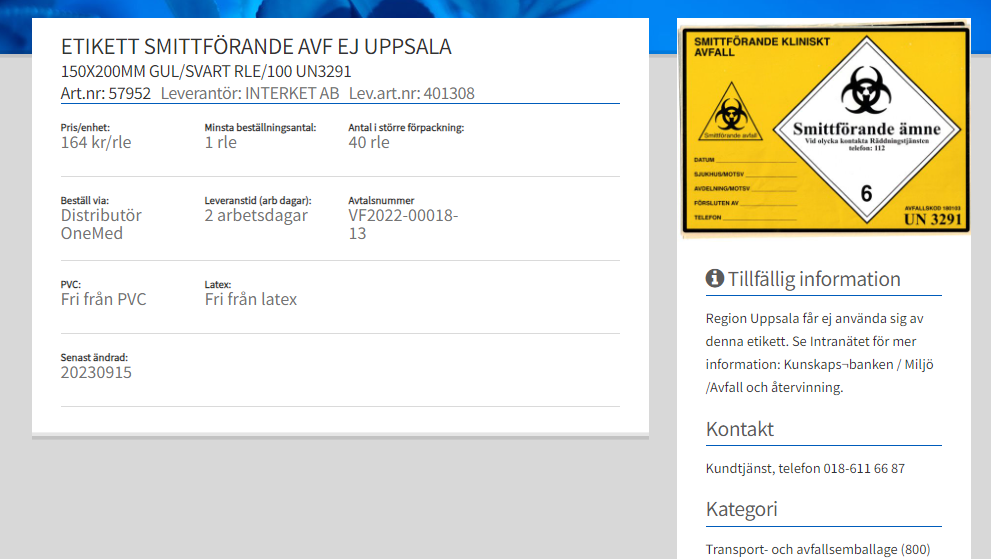 ETIKETT SMITTFÖRANDE AVF EJ UPPSALA
150X200MM GUL/SVART RLE/100 UN3291
Art.nr: 57952 Leverantör: INTERKET AB Lev.art.nr: 401308
Pris/enhet: Minsta beställningsantal: Antal i större förpackning:
164 kr/rle 1 rle 40 rle
Beställ via: Leveranstid (arb dagar): Avtalsnummer
Distributör 2 arbetsdagar VF2022-00018-
OneMed 13
PVC: Latex:
Fri från PVC Fri från latex
Senast ändrad:
20230915
SMITTFÖRANDE KLINISKT
AVFALL
Smittförande avfall
Smittförande ämne
Vid olycka kontakta Räddningstjänsten
telefon: 112
DATUM
SJUKHUS/MOTSV
AVDELNING/MOTSV
FÖRSLUTEN AV
TELEFON
6
AVFALLSKOD 180103
UN 3291
Tillfällig information
Region Uppsala får ej använda sig av
denna etikett. Se Intranätet för mer
information: Kunskaps¬banken / Miljö
/Avfall och återvinning.
Kontakt
Kundtjänst, telefon 018-611 66 87
Kategori
Transport- och avfallsemballage (800)